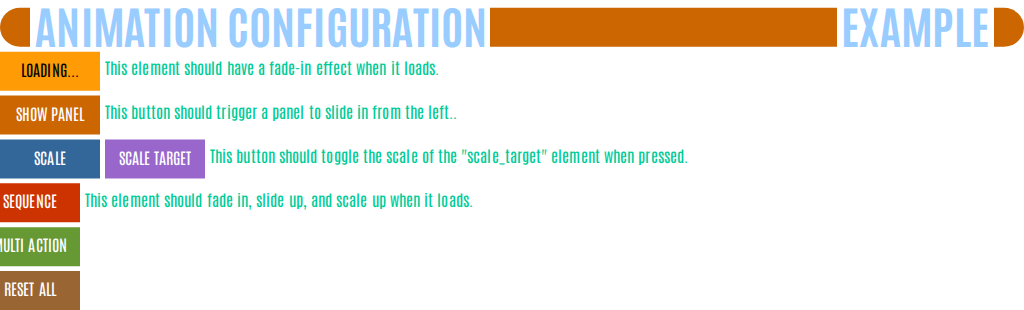 ANIMATION CONFIGURATION EXAMPLE
LOADING... This element should have a fade-in effect when it loads.
SHOW PANEL This button should trigger a panel to slide in from the left..
SCALE SCALE TARGET This button should toggle the scale of the "scale_target" element when pressed.
SEQUENCE This element should fade in, slide up, and scale up when it loads.
MULTI ACTION
RESET ALL